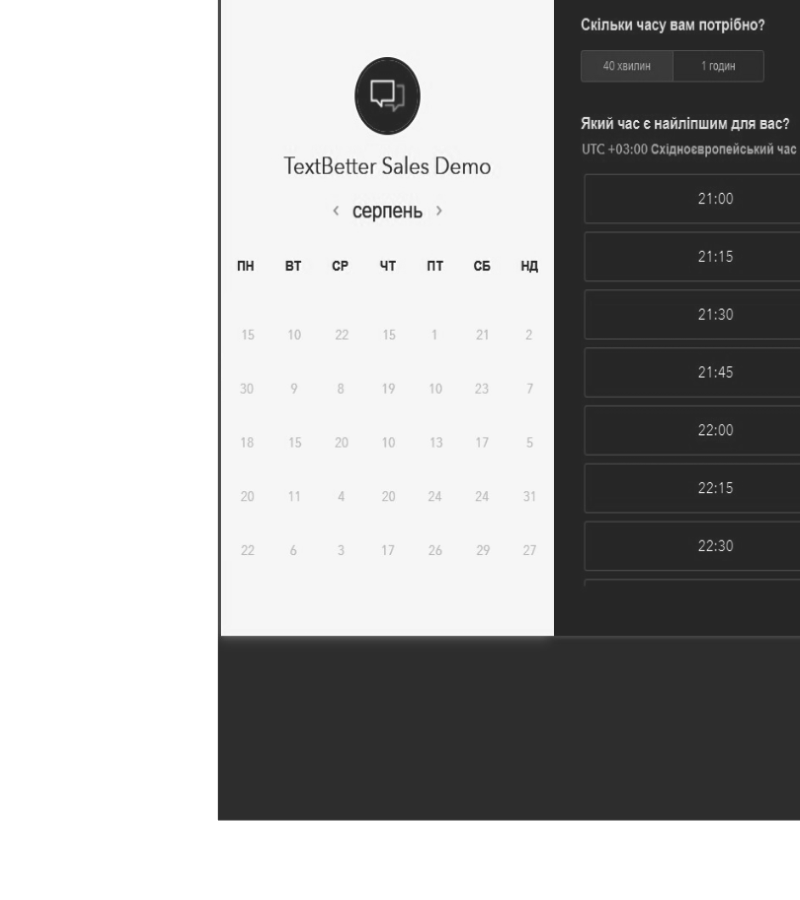 TextBetter Sales Demo
‹ серпень ›
ПН ВТ СР ЧТ ПТ СБ НД
15 10 22 15 1 21 2
30 9 8 19 10 23 7
18 15 20 10 13 17 5
20 11 4 20 24 24 31
22 6 3 17 26 29 27
Скільки часу вам потрібно?
40 хвилин 1 годин
Який час є найліпшим для вас?
UTC +03:00 Східноєвропейський час
21:00
21:15
21:30
21:45
22:00
22:15
22:30